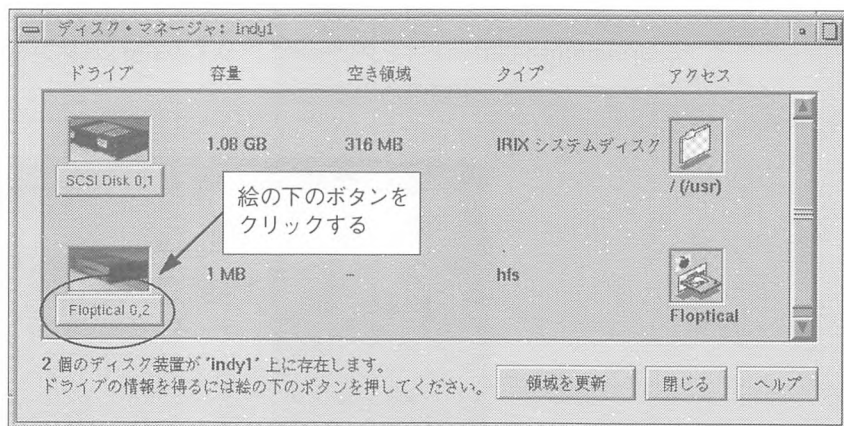 ディスク・マネージャ: indy1
ドライブ 容量 空き領域 タイプ アクセス
1.08 GB 316 MB IRIX システムディスク
SCSI Disk 0,1
/ (/usr)
絵の下のボタンを
クリックする
1 MB - hfs
Floptical 0,2
Floptical
2 個のディスク装置が "indy1" 上に存在します。
ドライブの情報を得るには絵の下のボタンを押してください。
領域を更新 閉じる ヘルプ